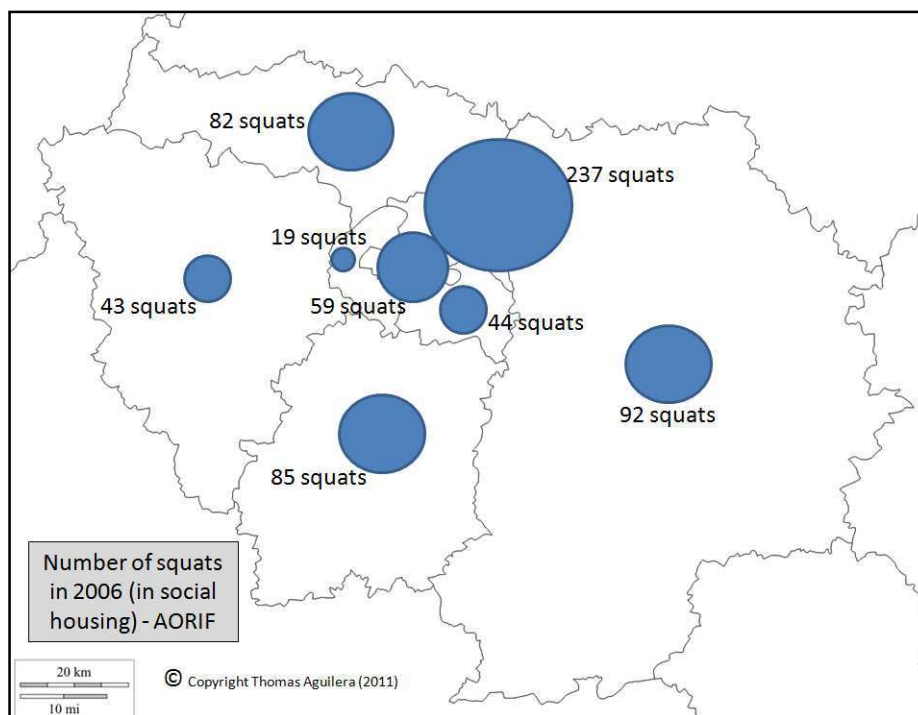 82 squats
237 squats
19 squats
43 squats
59 squats
44 squats
92 squats
85 squats
Number of squats
in 2006 (in social
housing) - AORIF
20 km
10 mi
© Copyright Thomas Aguilera (2011)